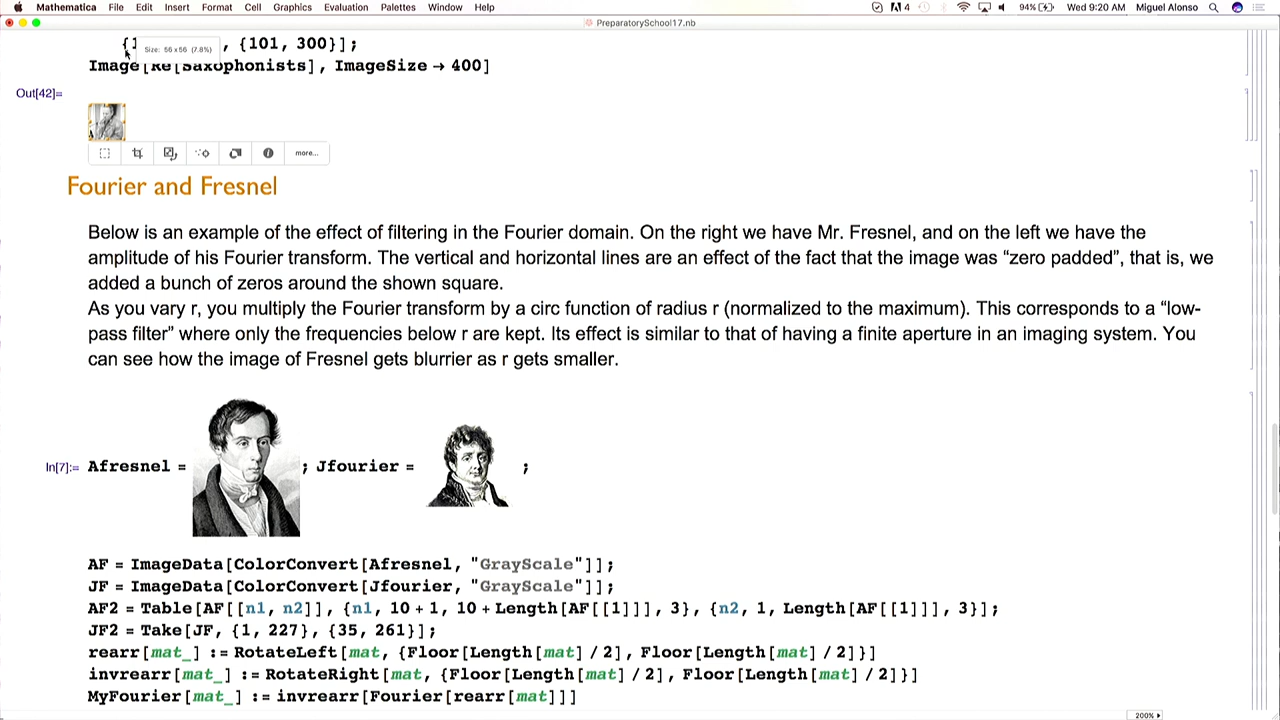 Mathematica File Edit Insert Format Cell Graphics Evaluation Palettes Window Help 4 94% Wed 9:20 AM Miguel Alonso
PreparatorySchool17.nb
Size: 56 x 56 (7.8%) , {101, 300}];
Image[Re[Saxophonists], ImageSize → 400]
Out[42]=
more...
Fourier and Fresnel
Below is an example of the effect of filtering in the Fourier domain. On the right we have Mr. Fresnel, and on the left we have the
amplitude of his Fourier transform. The vertical and horizontal lines are an effect of the fact that the image was “zero padded”, that is, we
added a bunch of zeros around the shown square.
As you vary r, you multiply the Fourier transform by a circ function of radius r (normalized to the maximum). This corresponds to a “low-
pass filter” where only the frequencies below r are kept. Its effect is similar to that of having a finite aperture in an imaging system. You
can see how the image of Fresnel gets blurrier as r gets smaller.
In[7]:= Afresnel = ; Jfourier = ;
AF = ImageData[ColorConvert[Afresnel, "GrayScale"]];
JF = ImageData[ColorConvert[Jfourier, "GrayScale"]];
AF2 = Table[AF[[n1, n2]], {n1, 10 + 1, 10 + Length[AF[[1]]], 3}, {n2, 1, Length[AF[[1]]], 3}];
JF2 = Take[JF, {1, 227}, {35, 261}];
rearr[mat_] := RotateLeft[mat, {Floor[Length[mat] / 2], Floor[Length[mat] / 2]}]
invrearr[mat_] := RotateRight[mat, {Floor[Length[mat] / 2], Floor[Length[mat] / 2]}]
MyFourier[mat_] := invrearr[Fourier[rearr[mat]]]
200%